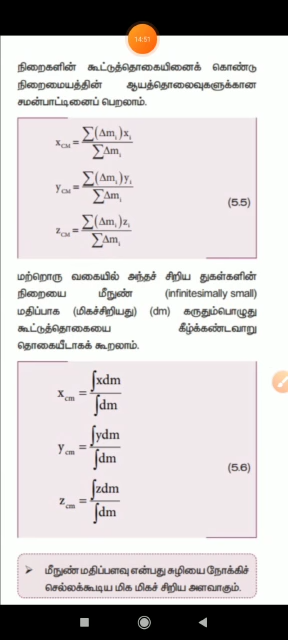 14:51
நிறைகளின் கூட்டுத்தொகையினைக் கொண்டு
நிறைமையத்தின் ஆயத்தொலைவுகளுக்கான
சமன்பாட்டினைப் பெறலாம்.
x_CM = ∑(Δm_i)x_i / ∑Δm_i
y_CM = ∑(Δm_i)y_i / ∑Δm_i
(5.5)
z_CM = ∑(Δm_i)z_i / ∑Δm_i
மற்றொரு வகையில் அந்தச் சிறிய துகள்களின்
நிறையை மீநுண் (infinitesimally small)
மதிப்பாக (மிகச்சிறியது) (dm) கருதும்பொழுது
கூட்டுத்தொகையை கீழ்க்கண்டவாறு
தொகையீடாகக் கூறலாம்.
x_cm = ∫xdm / ∫dm
y_cm = ∫ydm / ∫dm
(5.6)
z_cm = ∫zdm / ∫dm
➢ மீநுண் மதிப்பளவு என்பது சுழியை நோக்கிச்
செல்லக்கூடிய மிக மிகச் சிறிய அளவாகும்.